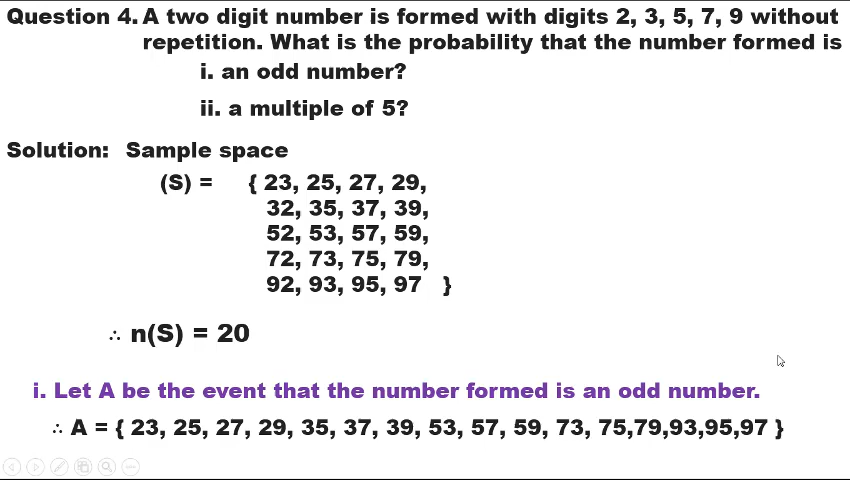 Question 4. A two digit number is formed with digits 2, 3, 5, 7, 9 without
repetition. What is the probability that the number formed is
i. an odd number?
ii. a multiple of 5?
Solution: Sample space
(S) = { 23, 25, 27, 29,
32, 35, 37, 39,
52, 53, 57, 59,
72, 73, 75, 79,
92, 93, 95, 97 }
∴ n(S) = 20
i. Let A be the event that the number formed is an odd number.
∴ A = { 23, 25, 27, 29, 35, 37, 39, 53, 57, 59, 73, 75,79,93,95,97 }